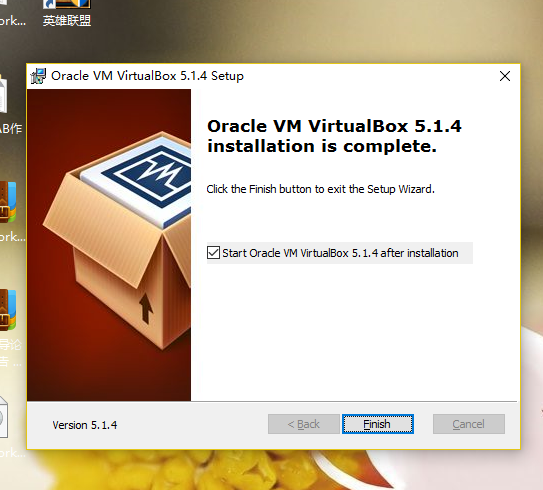 ork...
英雄联盟
Oracle VM VirtualBox 5.1.4 Setup
Oracle VM VirtualBox 5.1.4
installation is complete.
Click the Finish button to exit the Setup Wizard.
Start Oracle VM VirtualBox 5.1.4 after installation
AB作
ork...
导论
ork...
Version 5.1.4
< Back
Finish
Cancel